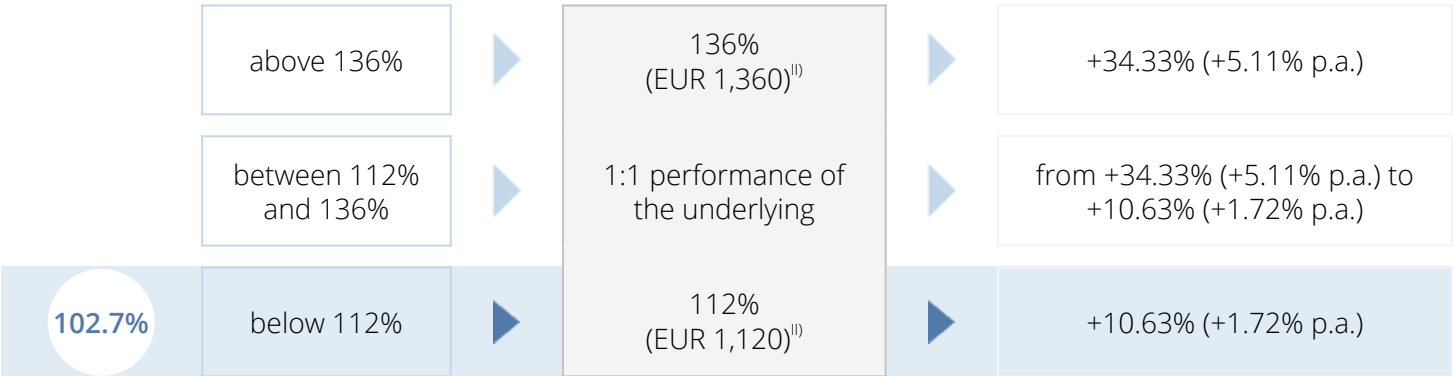 above 136%
136%
(EUR 1,360)II)
+34.33% (+5.11% p.a.)
between 112%
and 136%
1:1 performance of
the underlying
from +34.33% (+5.11% p.a.) to
+10.63% (+1.72% p.a.)
102.7%
below 112%
112%
(EUR 1,120)II)
+10.63% (+1.72% p.a.)